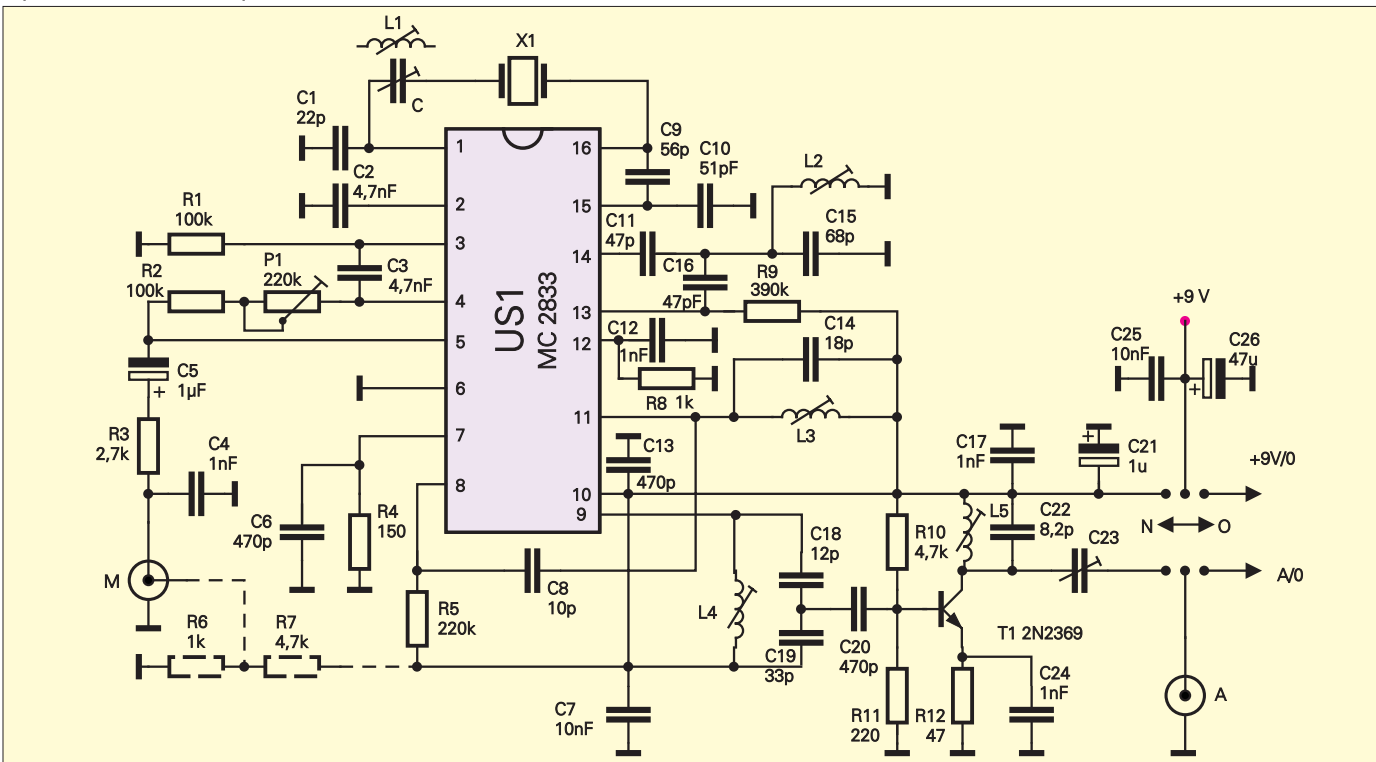 L1
X1
C
C1
22p
C2
4,7nF
R1
100k
R2
100k
P1
220k
C3
4,7nF
C5
1µF
+
R3
2,7k
C4
1nF
M
R6
1k
R7
4,7k
C6
470p
R4
150
R5
220k
C8
10p
C7
10nF
1
2
3
4
5
6
7
8
US1
MC 2833
16
15
14
13
12
11
10
9
C9
56p
C10
51pF
L2
C11
47p
C15
68p
C16
47pF
R9
390k
C12
1nF
C14
18p
R8 1k
L3
C13
470p
C18
12p
L4
C19
33p
C20
470p
R10
4,7k
R11
220
L5
C17
1nF
C22
8,2p
C21
1u
+
C23
T1 2N2369
R12
47
C24
1nF
+9 V
C25
10nF
C26
47u
+
+9V/0
N O
A/0
A